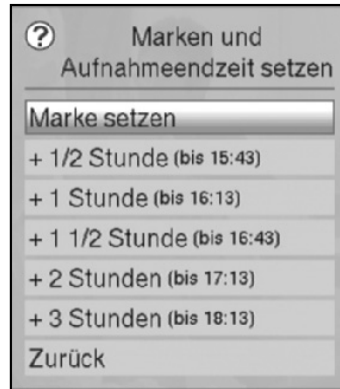 ? Marken und
Aufnahmeendzeit setzen
Marke setzen
+ 1/2 Stunde (bis 15:43)
+ 1 Stunde (bis 16:13)
+ 1 1/2 Stunde (bis 16:43)
+ 2 Stunden (bis 17:13)
+ 3 Stunden (bis 18:13)
Zurück